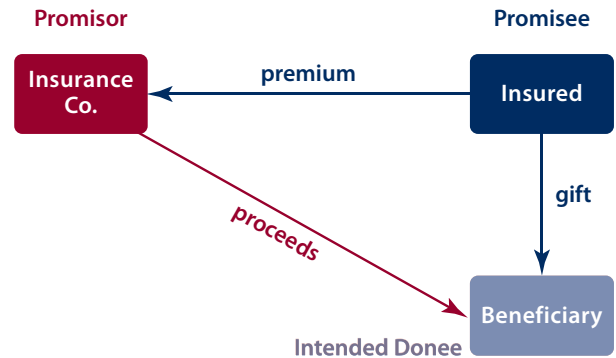 Promisor
Promisee
Insurance
Co.
premium
Insured
gift
proceeds
Beneficiary
Intended Donee